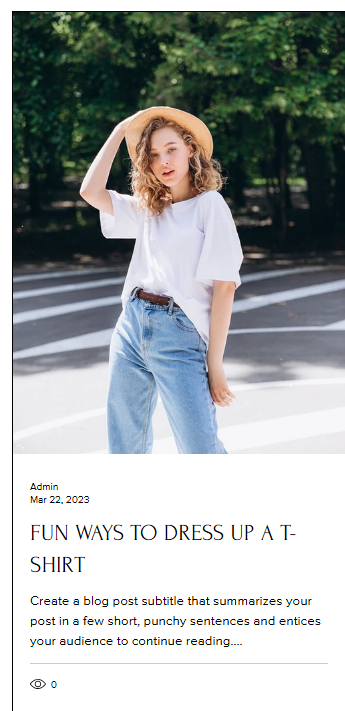 Admin
Mar 22, 2023
FUN WAYS TO DRESS UP A T-
SHIRT
Create a blog post subtitle that summarizes your
post in a few short, punchy sentences and entices
your audience to continue reading....
0